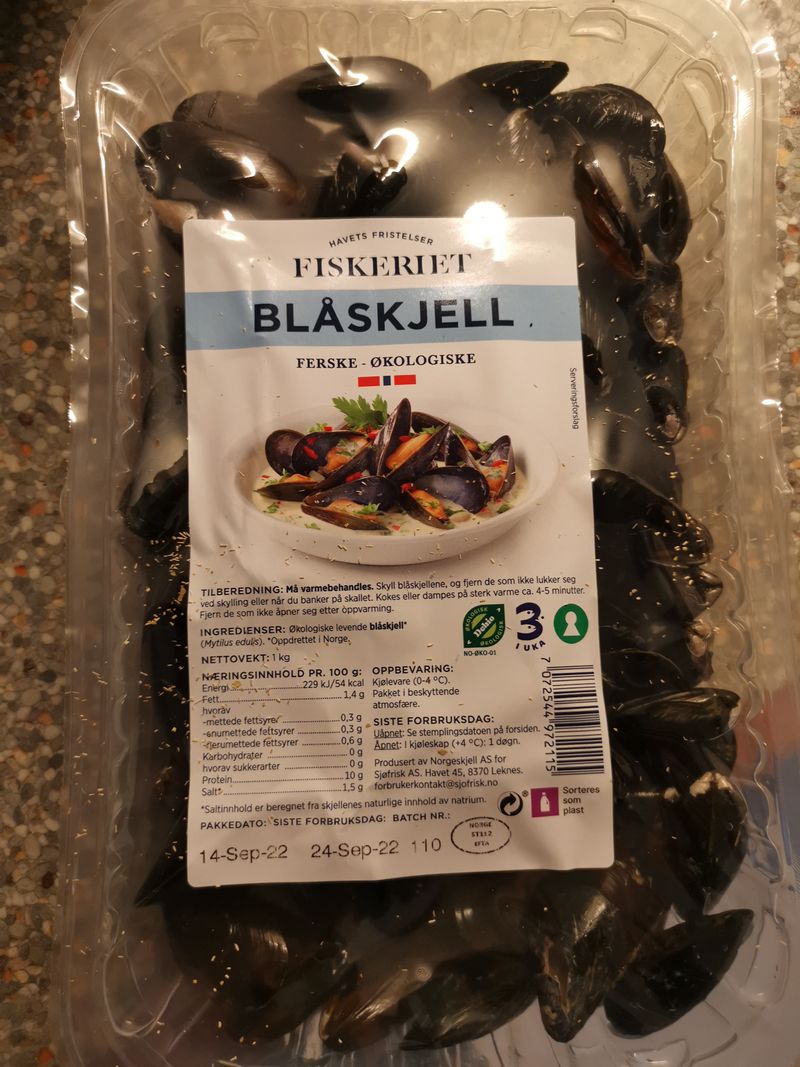 HAVETS FRISTELSER
FISKERIET
BLÅSKJELL
FERSKE - ØKOLOGISKE
Serveringsforslag
TILBEREDNING: Må varmebehandles. Skyll blåskjellene, og fjern de som ikke lukker seg
ved skylling eller når du banker på skallet. Kokes eller dampes på sterk varme ca. 4-5 minutter.
Fjern de som ikke åpner seg etter oppvarming.
INGREDIENSER: Økologiske levende blåskjell*
(Mytilus edulis). *Oppdrettet i Norge.
NETTOVEKT: 1 kg
ØKOLOGISK
Debio
ØKOLOGISK
NO-ØKO-01
3
I UKA
NÆRINGSINNHOLD PR. 100 g:
Energi 229 kJ/54 kcal
Fett 1,4 g
hvorav
-mettede fettsyrer 0,3 g
-enumettede fettsyrer 0,3 g
-flerumettede fettsyrer 0,6 g
Karbohydrater 0 g
hvorav sukkerarter 0 g
Protein 10 g
Salt* 1,5 g
OPPBEVARING:
Kjølevare (0-4 °C).
Pakket i beskyttende
atmosfære.
SISTE FORBRUKSDAG:
Uåpnet: Se stemplingsdatoen på forsiden.
Åpnet: I kjøleskap (+4 °C): 1 døgn.
Produsert av Norgeskjell AS for
Sjøfrisk AS. Havet 45, 8370 Leknes.
forbrukerkontakt@sjofrisk.no
7 072544 972115
*Saltinnhold er beregnet fra skjellenes naturlige innhold av natrium.
Sorteres
som
plast
PAKKEDATO: SISTE FORBRUKSDAG: BATCH NR.:
14-Sep-22 24-Sep-22 110
NORGE
ST112
EFTA